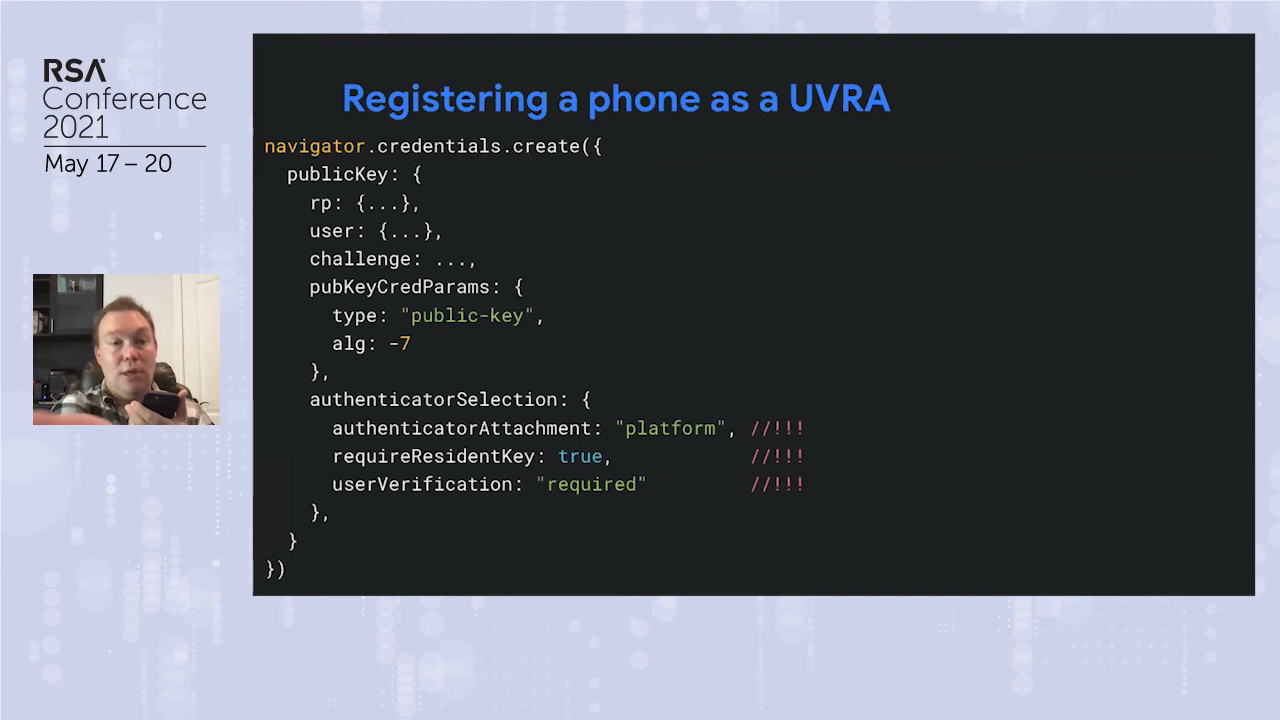 RSA
Conference
2021
May 17 – 20
Registering a phone as a UVRA
navigator.credentials.create({
publicKey: {
rp: {...},
user: {...},
challenge: ...,
pubKeyCredParams: {
type: "public-key",
alg: -7
},
authenticatorSelection: {
authenticatorAttachment: "platform", //!!!
requireResidentKey: true, //!!!
userVerification: "required" //!!!
},
}
})